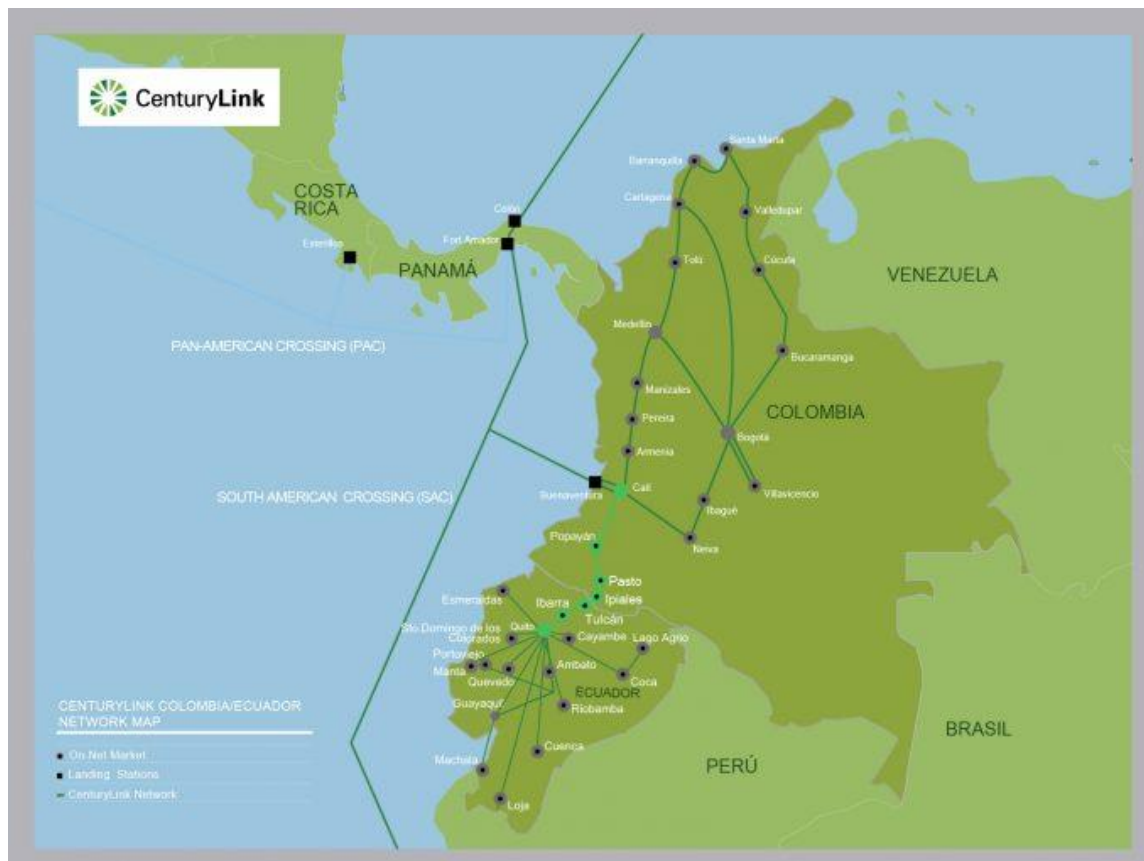 CenturyLink
Santa Marta
Barranquilla
COSTA
RICA
Cartagena
Colón
Valledupar
Esterillos
Fort Amador
PANAMÁ
Tolú
Cúcuta
VENEZUELA
Medellín
PAN-AMERICAN CROSSING (PAC)
Bucaramanga
Manizales
COLOMBIA
Pereira
Bogotá
Armenia
SOUTH AMERICAN CROSSING (SAC)
Buenaventura
Cali
Villavicencio
Ibagué
Popayán
Neiva
Pasto
Esmeraldas
Ibarra
Ipiales
Tulcán
Sto.Domingo de los
Colorados
Quito
Cayambe
Lago Agrio
Portoviejo
Manta
Quevedo
Ambato
Coca
ECUADOR
Guayaquil
Riobamba
CENTURYLINK COLOMBIA/ECUADOR
NETWORK MAP
BRASIL
On Net Market
Machala
Cuenca
PERÚ
Landing Stations
CenturyLink Network
Loja